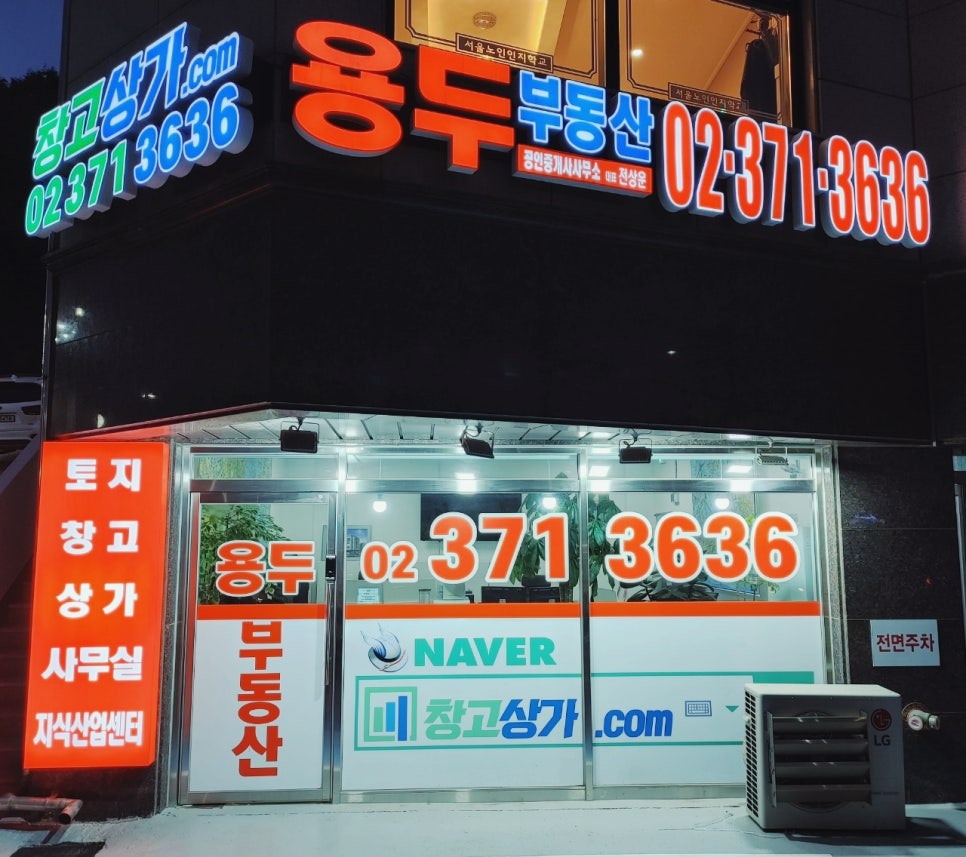 서울노인인지학교
서울노인인지학교
창고상가.com
02 371 3636
용두부동산
공인중개사사무소 대표 전상운
02·371·3636
토지
창고
상가
사무실
지식산업센터
용두
부동산
02 371 3636
NAVER
창고상가.com
전면주차
LG